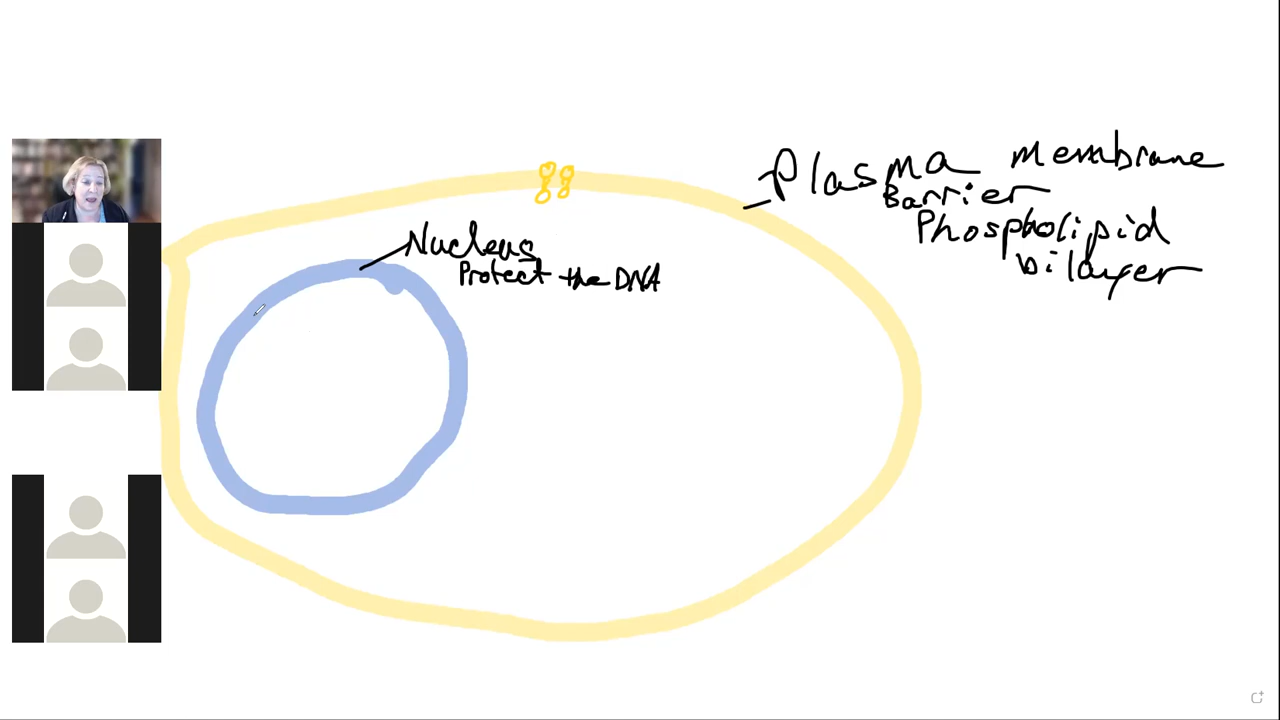 Plasma membrane
Barrier
Phospholipid
bilayer
Nucleus
Protect the DNA